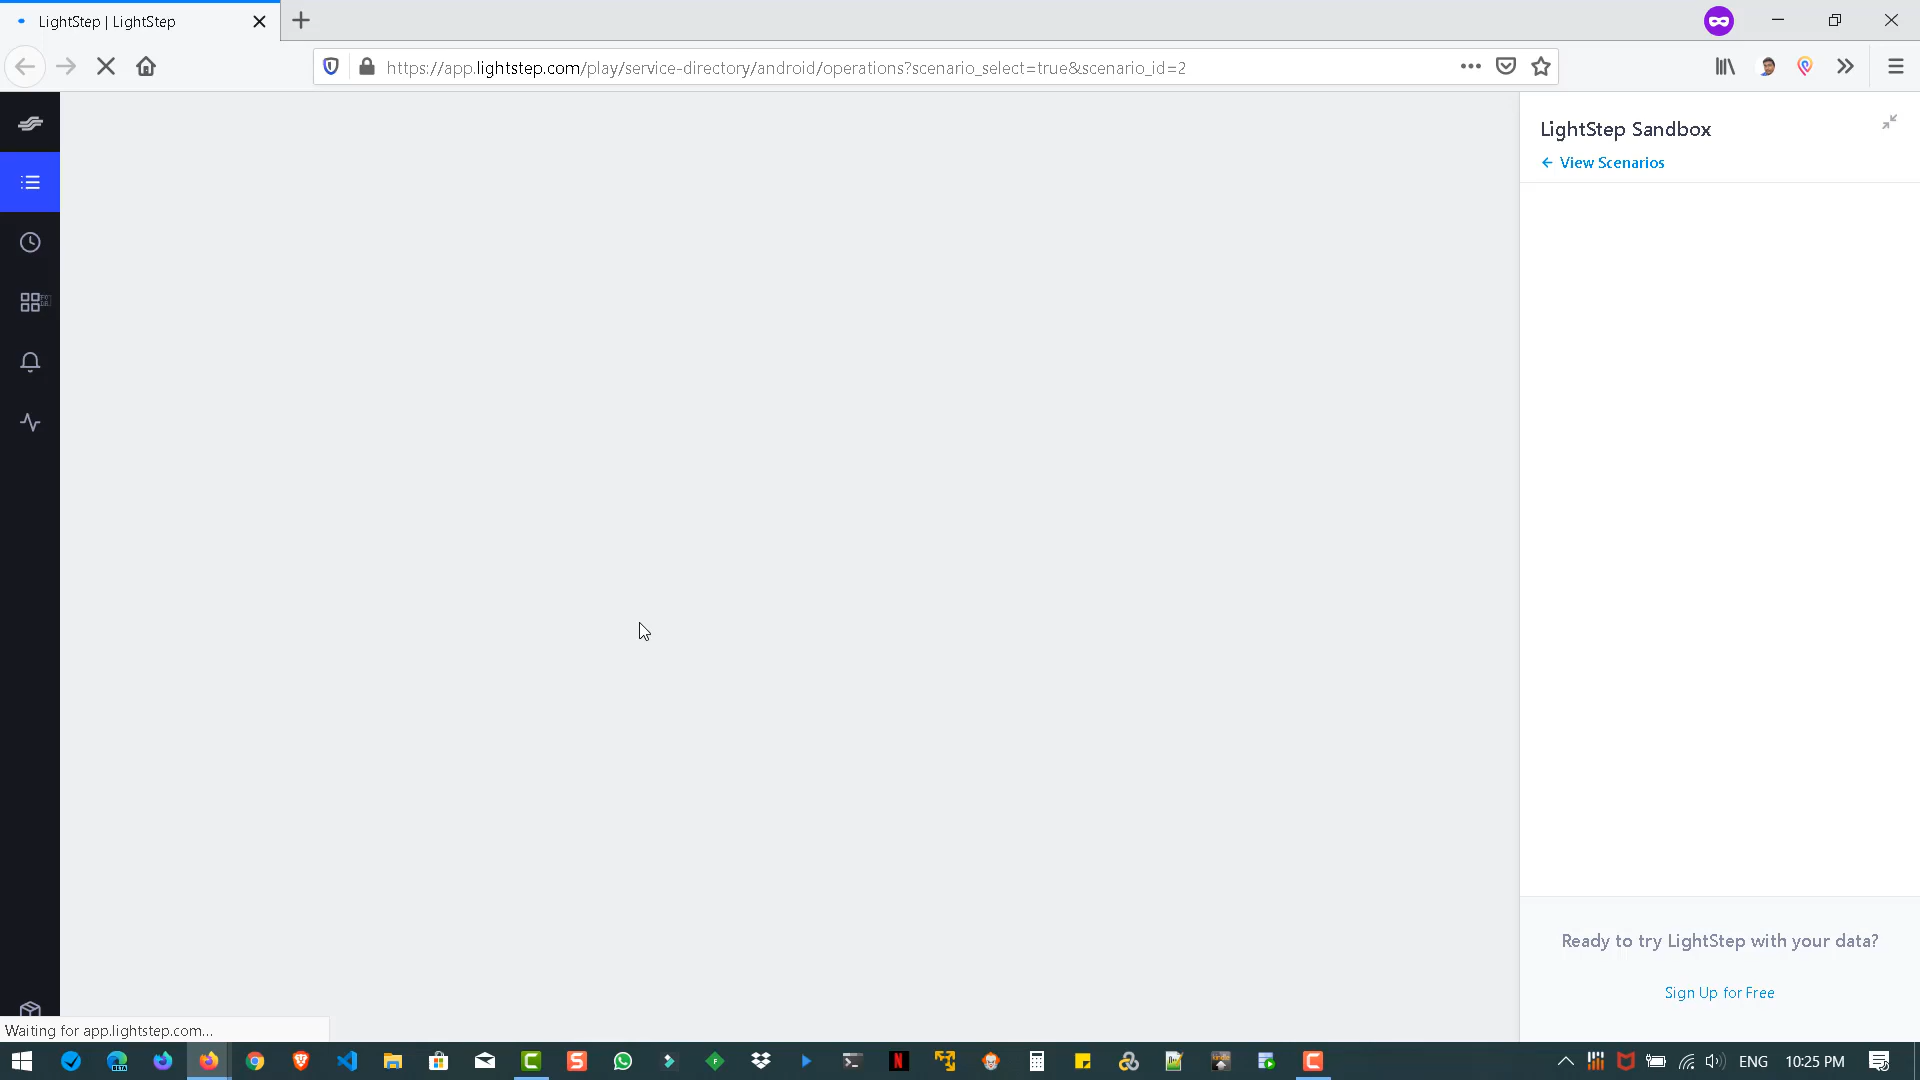 LightStep | LightStep
https://app.lightstep.com/play/service-directory/android/operations?scenario_select=true&scenario_id=2
LightStep Sandbox
← View Scenarios
Ready to try LightStep with your data?
Sign Up for Free
Waiting for app.lightstep.com...
ENG
10:25 PM